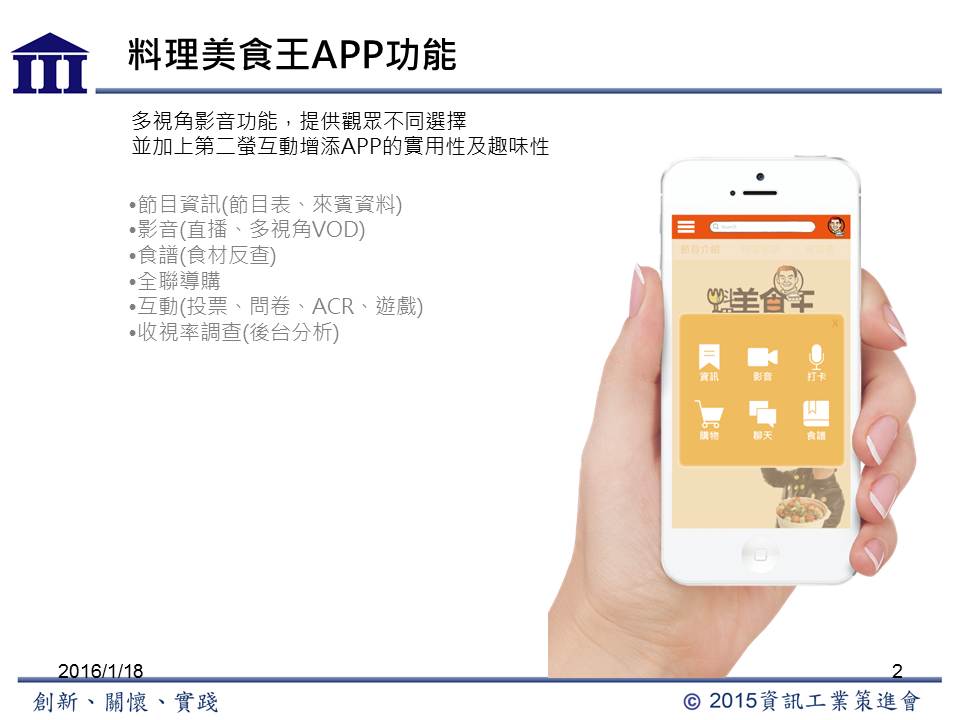 料理美食王APP功能
多視角影音功能，提供觀眾不同選擇
並加上第二螢互動增添APP的實用性及趣味性
•節目資訊(節目表、來賓資料)
•影音(直播、多視角VOD)
•食譜(食材反查)
•全聯導購
•互動(投票、問卷、ACR、遊戲)
•收視率調查(後台分析)
Search
節目介紹
料理美食王
X
資訊 影音 打卡
購物 聊天 食譜
2016/1/18
2
創新、關懷、實踐
© 2015資訊工業策進會